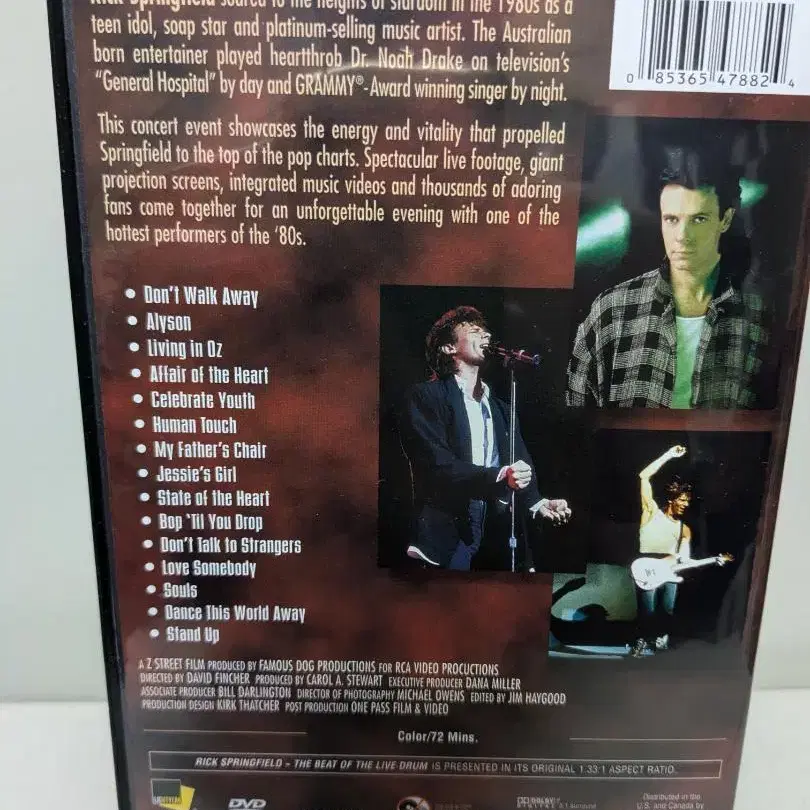 Rick Springfield soared to the heights of stardom in the 1980s as a
teen idol, soap star and platinum-selling music artist. The Australian
born entertainer played heartthrob Dr. Noah Drake on television's
"General Hospital" by day and GRAMMY®-Award winning singer by night.
0 85365 47882 4
This concert event showcases the energy and vitality that propelled
Springfield to the top of the pop charts. Spectacular live footage, giant
projection screens, integrated music videos and thousands of adoring
fans come together for an unforgettable evening with one of the
hottest performers of the '80s.
• Don't Walk Away
• Alyson
• Living in Oz
• Affair of the Heart
• Celebrate Youth
• Human Touch
• My Father's Chair
• Jessie's Girl
• State of the Heart
• Bop 'Til You Drop
• Don't Talk to Strangers
• Love Somebody
• Souls
• Dance This World Away
• Stand Up
A Z STREET FILM PRODUCED BY FAMOUS DOG PRODUCTIONS FOR RCA VIDEO PROCUCTIONS
DIRECTED BY DAVID FINCHER PRODUCED BY CAROL A. STEWART EXECUTIVE PRODUCER DANA MILLER
ASSOCIATE PRODUCER BILL DARLINGTON DIRECTOR OF PHOTOGRAPHY MICHAEL OWENS EDITED BY JIM HAYGOOD
PRODUCTION DESIGN KIRK THATCHER POST PRODUCTION ONE PASS FILM & VIDEO
Color/72 Mins.
RICK SPRINGFIELD – THE BEAT OF THE LIVE DRUM IS PRESENTED IN ITS ORIGINAL 1.33:1 ASPECT RATIO.
DVD
DOLBY
DIGITAL 5.1 Surround
Distributed in the
U.S. and Canada by